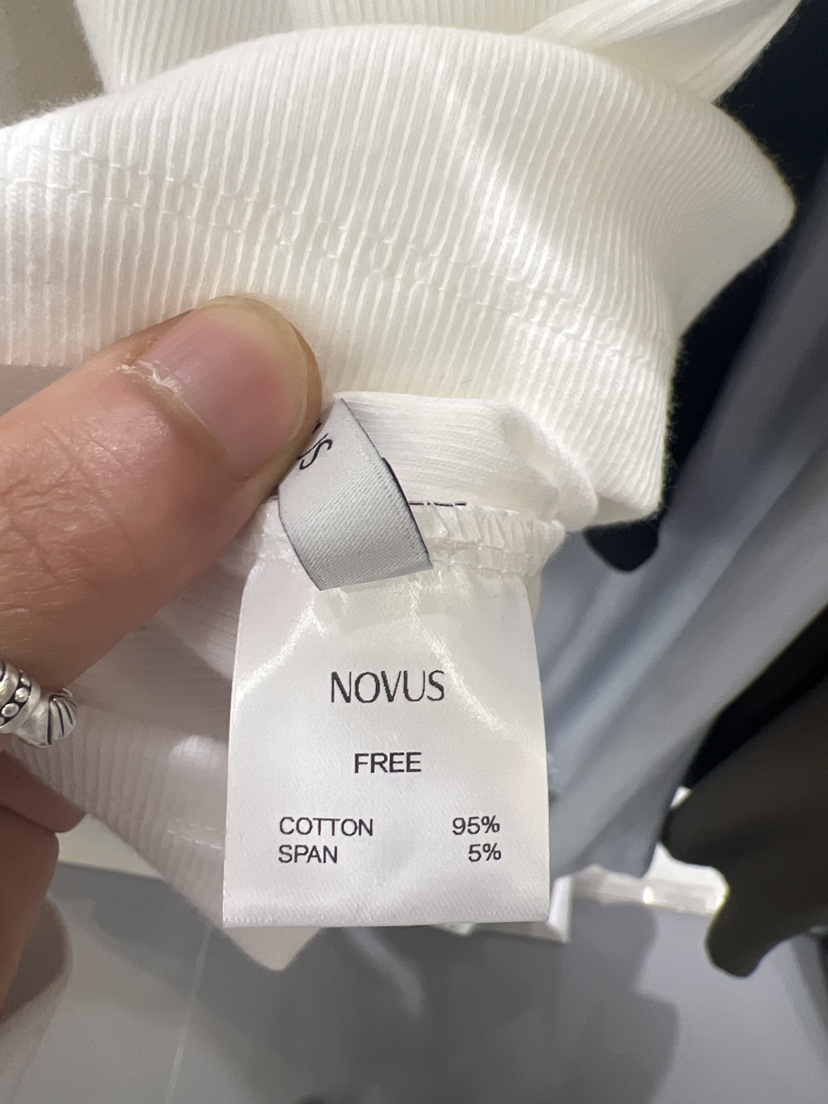 NOVUS
FREE
COTTON 95%
SPAN 5%